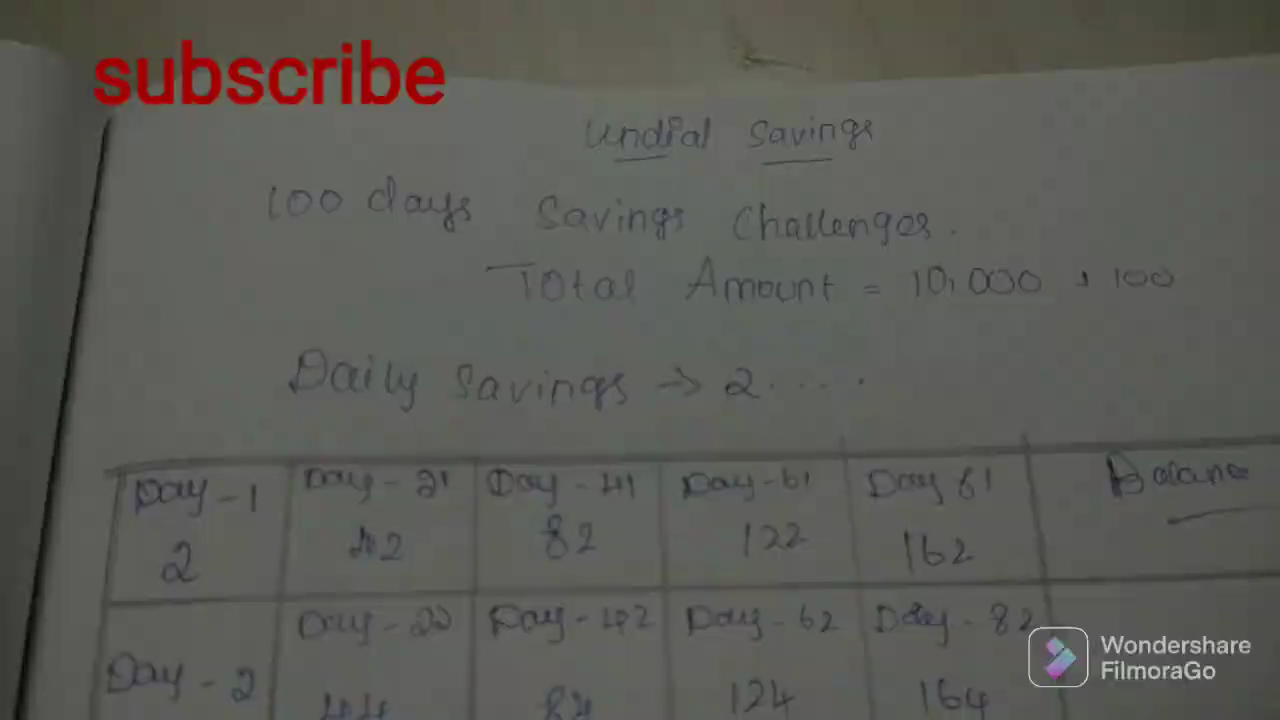 subscribe
Undial Savings
100 days Savings Challenges.
Total Amount = 10,000 + 100
Daily Savings → 2 . . . .
Day - 1 Day - 21 Day - 41 Day - 61 Day 81 Balance
2 42 82 122 162
Day - 2 Day - 22 Day - 42 Day - 62 Day - 82
44 84 124 164
Wondershare
FilmoraGo